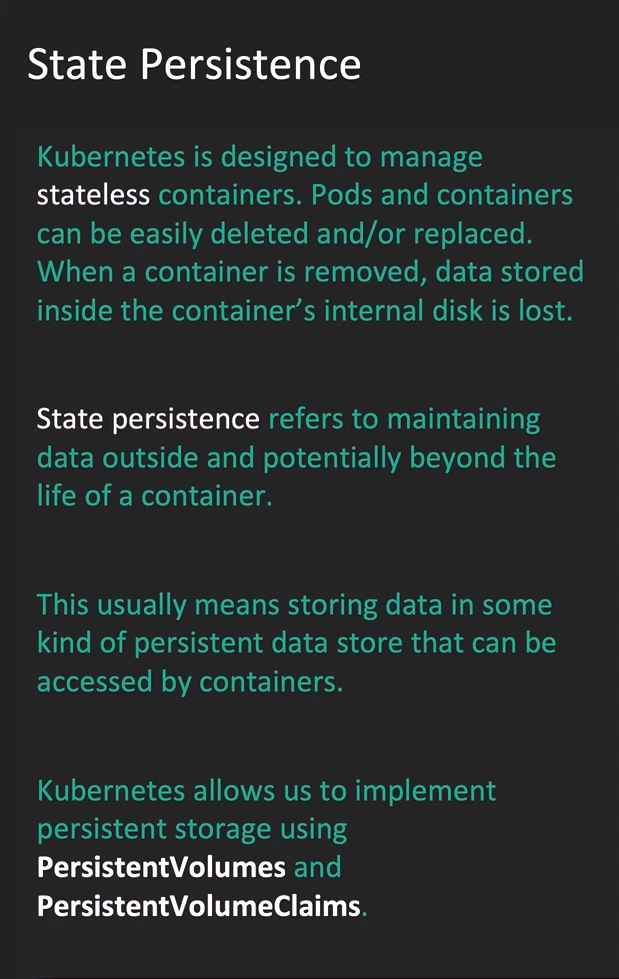 State Persistence
Kubernetes is designed to manage
stateless containers. Pods and containers
can be easily deleted and/or replaced.
When a container is removed, data stored
inside the container’s internal disk is lost.
State persistence refers to maintaining
data outside and potentially beyond the
life of a container.
This usually means storing data in some
kind of persistent data store that can be
accessed by containers.
Kubernetes allows us to implement
persistent storage using
PersistentVolumes and
PersistentVolumeClaims.